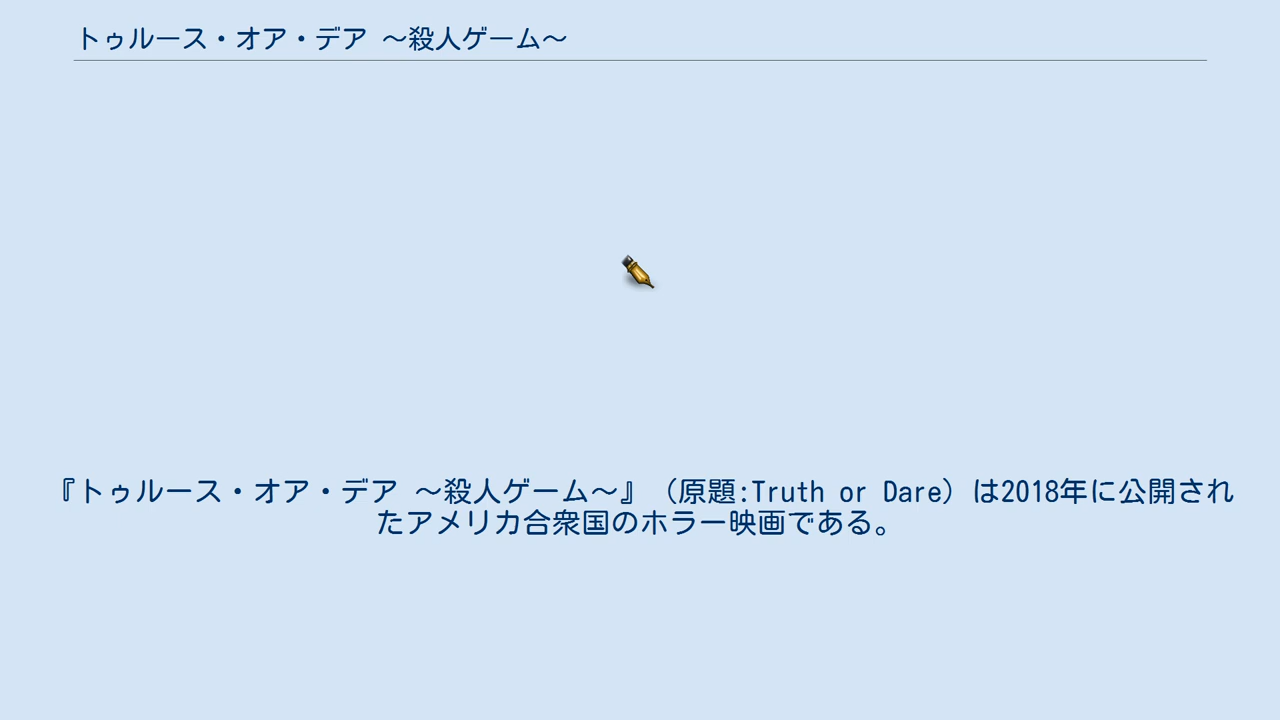 トゥルース・オア・デア ～殺人ゲーム～
『トゥルース・オア・デア ～殺人ゲーム～』（原題:Truth or Dare）は2018年に公開され
たアメリカ合衆国のホラー映画である。